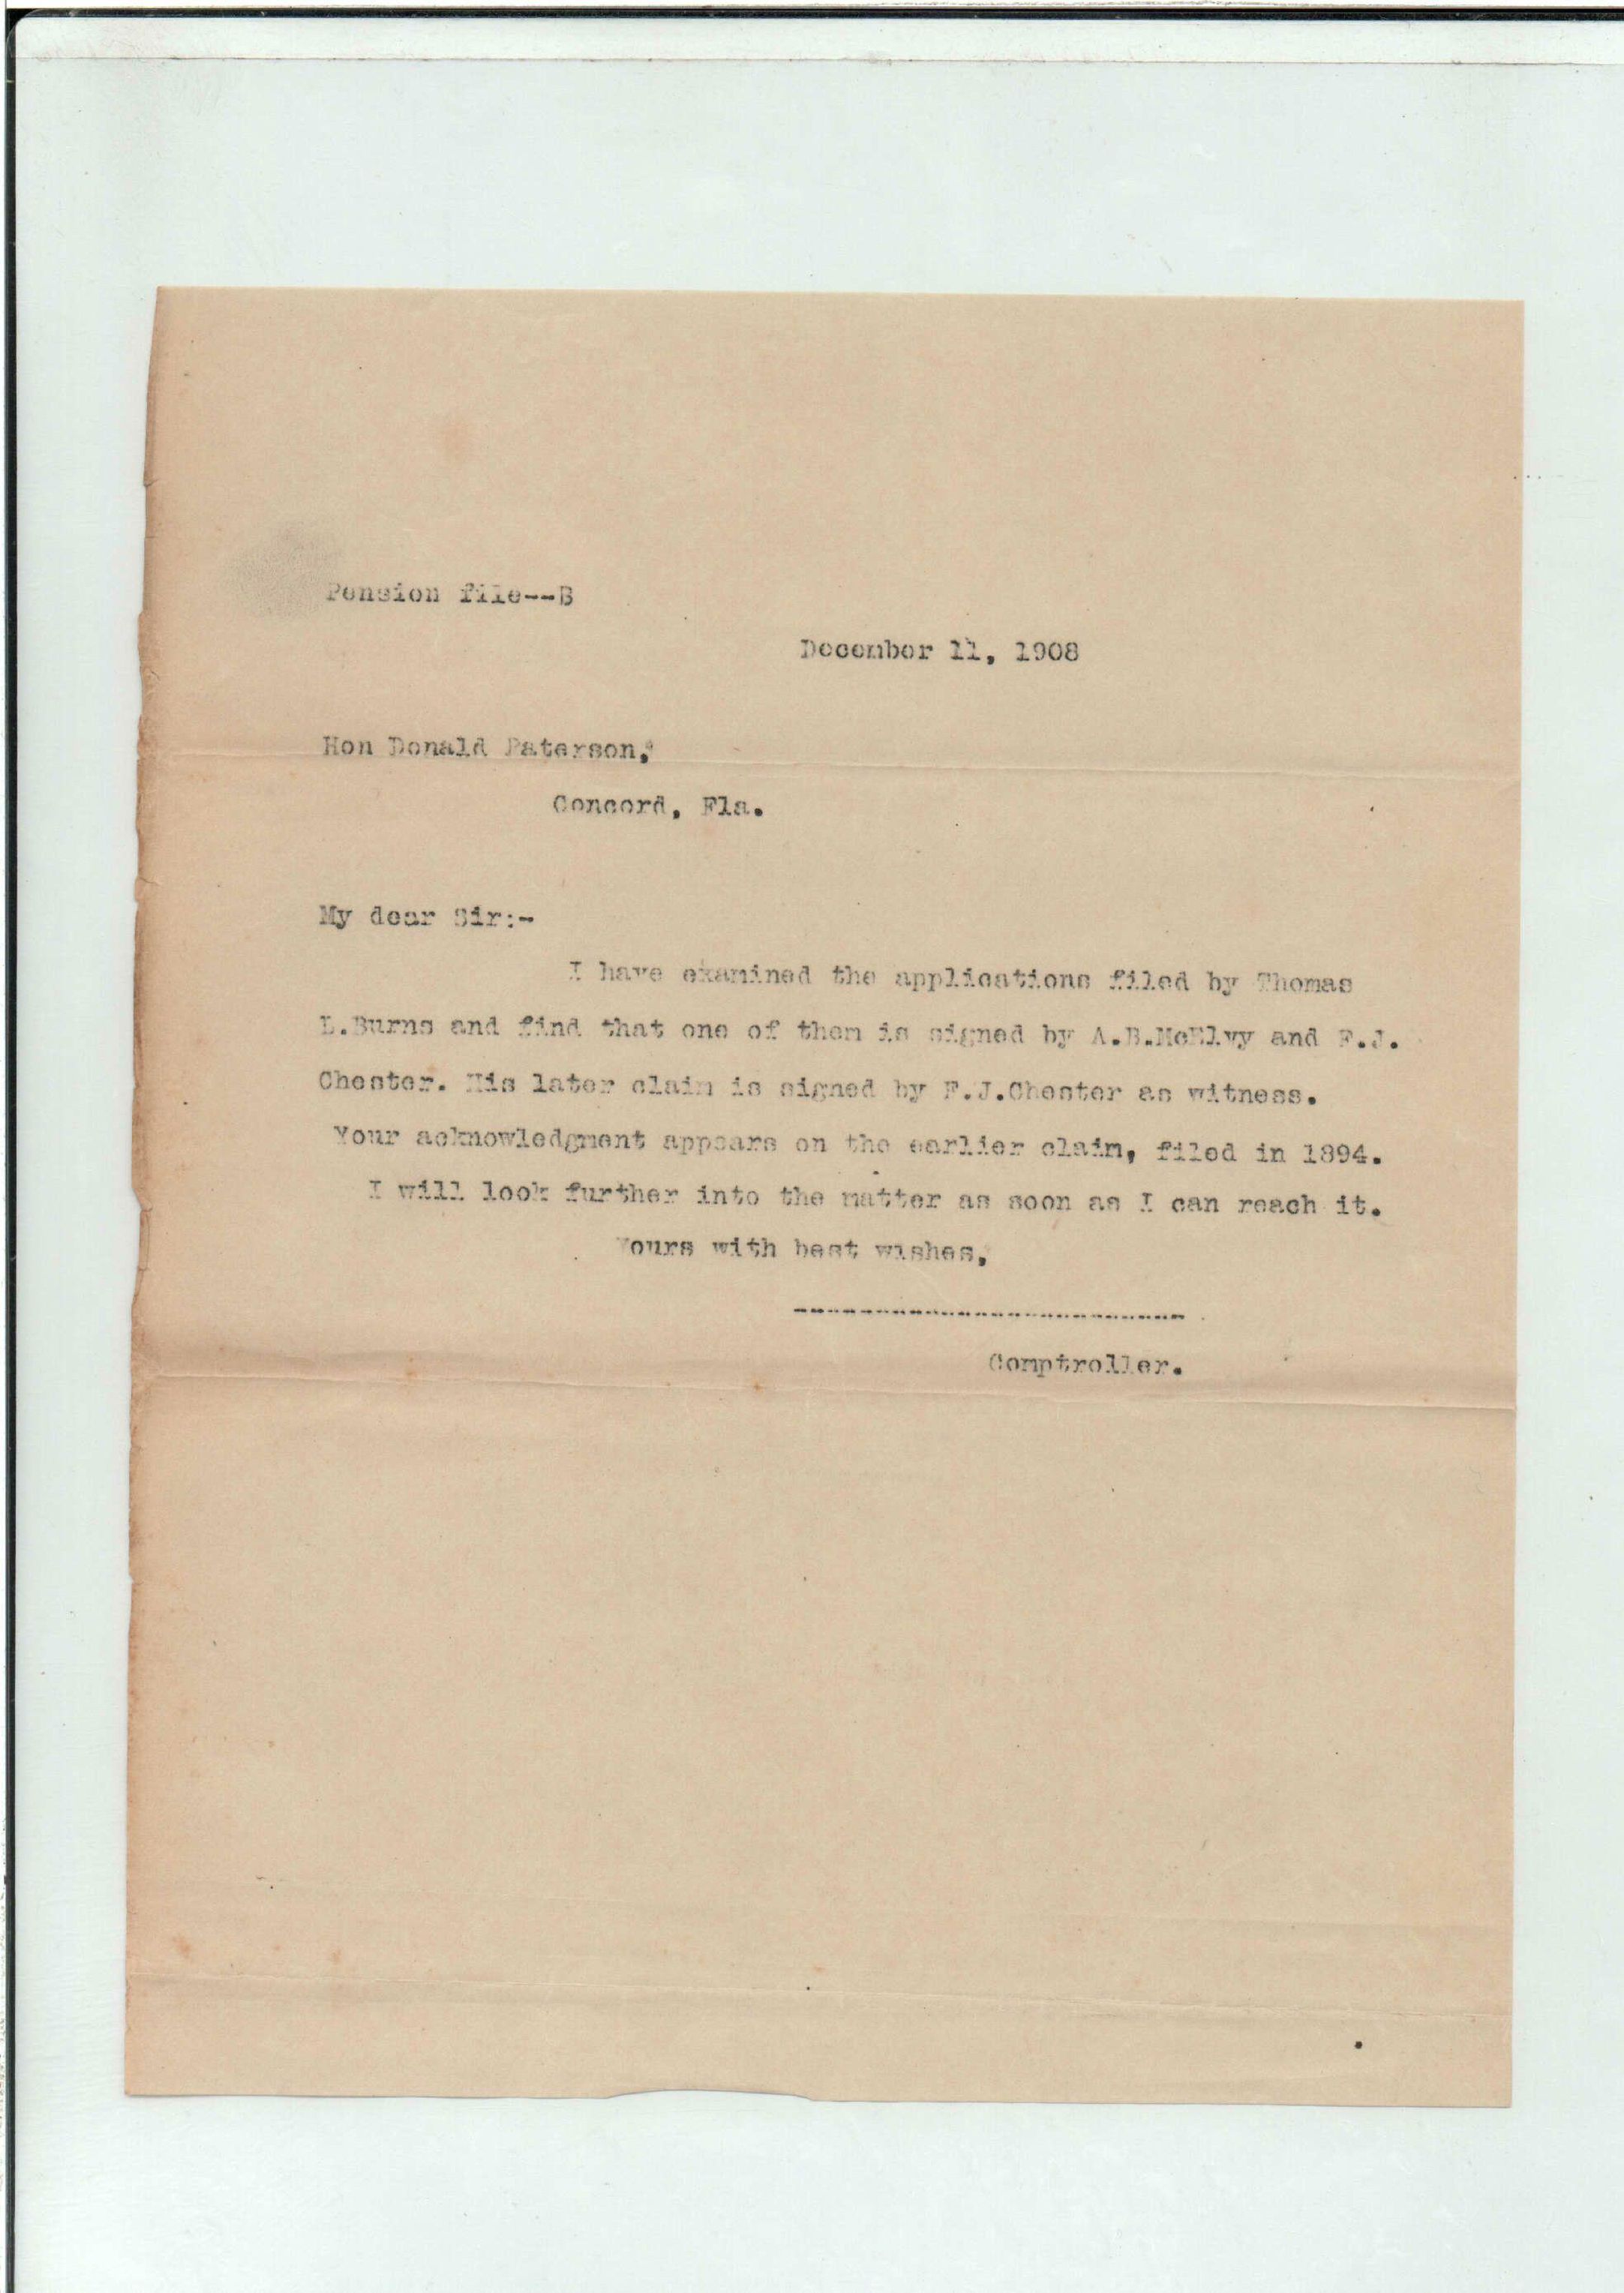 Pension file--B
December 11, 1908
Hon Donald Paterson,
Concord, Fla.
My dear Sir:-
I have examined the applications filed by Thomas
L.Burns and find that one of them is signed by A.B.McElvy and F.J.
Chester. His later claim is signed by F.J.Chester as witness.
Your acknowledgment appears on the earlier claim, filed in 1894.
I will look further into the matter as soon as I can reach it.
Yours with best wishes,
------------------------
Comptroller.